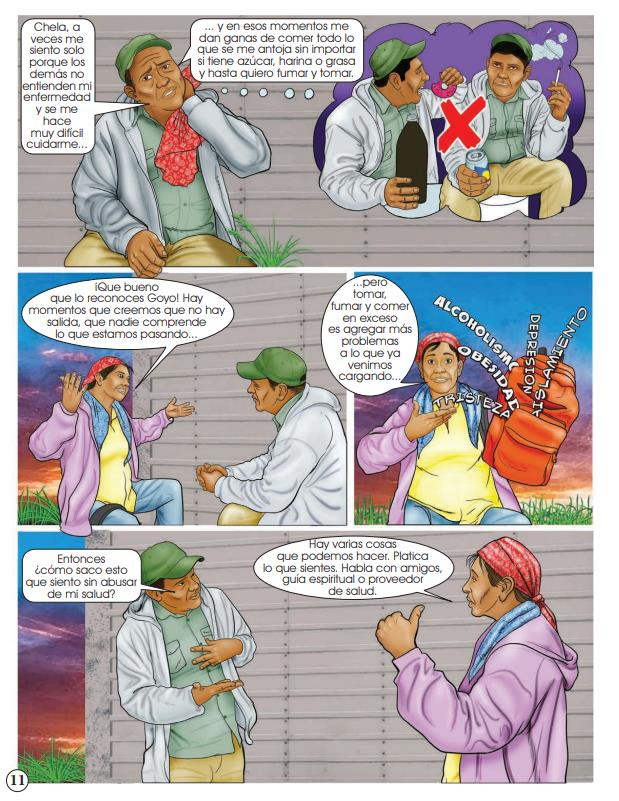 Chela, a
veces me
siento solo
porque los
demás no
entienden mi
enfermedad
y se me
hace
muy difícil
cuidarme...
... y en esos momentos me
dan ganas de comer todo lo
que se me antoja sin importar
si tiene azúcar, harina o grasa
y hasta quiero fumar y tomar.
¡Que bueno
que lo reconoces Goyo! Hay
momentos que creemos que no hay
salida, que nadie comprende
lo que estamos pasando...
...pero
tomar,
fumar y comer
en exceso
es agregar más
problemas
a lo que ya
venimos
cargando...
ALCOHOLISMO
OBESIDAD
TRISTEZA
DEPRESION
AISLAMIENTO
Entonces
¿cómo saco esto
que siento sin abusar
de mi salud?
Hay varias cosas
que podemos hacer. Platica
lo que sientes. Habla con amigos,
guía espiritual o proveedor
de salud.
11